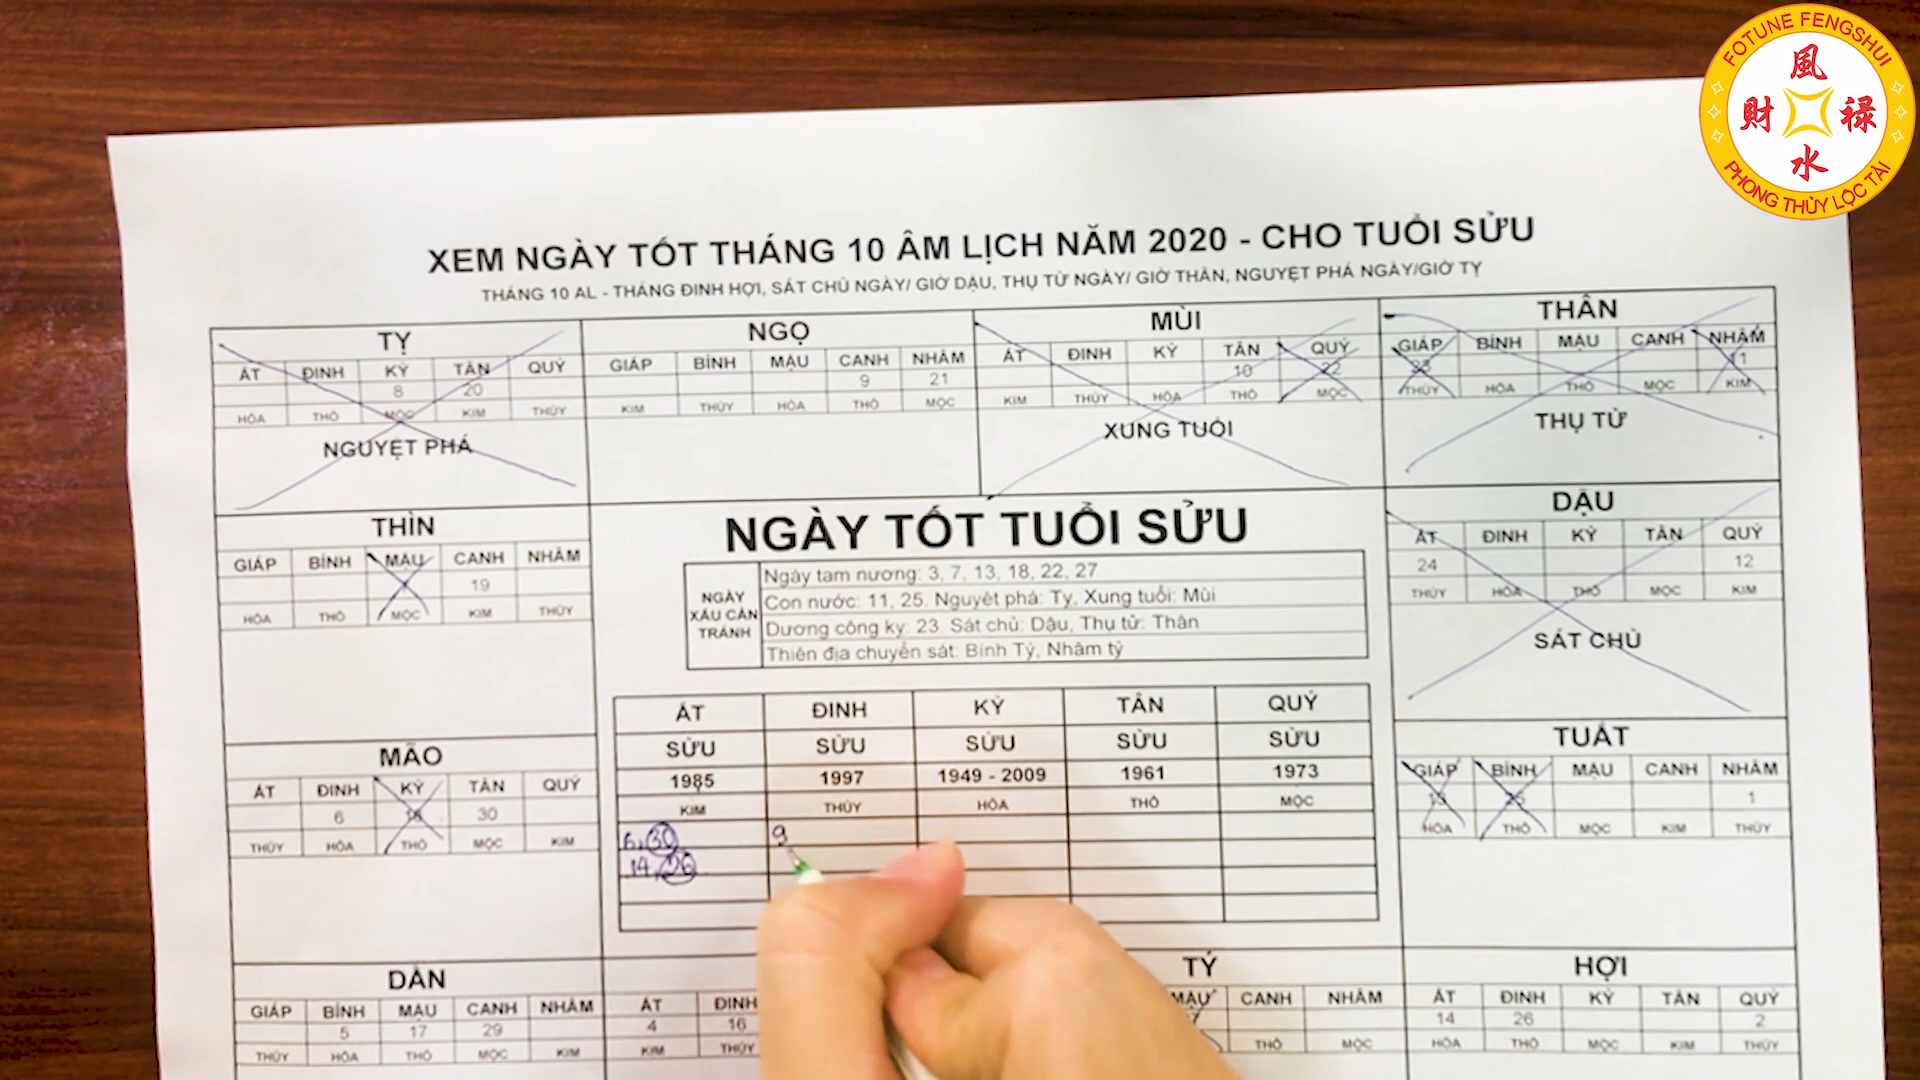 FOTUNE FENGSHUI
風
財 禄
水
PHONG THỦY LỘC TÀI
XEM NGÀY TỐT THÁNG 10 ÂM LỊCH NĂM 2020 - CHO TUỔI SỬU
THÁNG 10 AL - THÁNG ĐINH HỢI, SÁT CHỦ NGÀY/ GIỜ DẬU, THỤ TỬ NGÀY/ GIỜ THÂN, NGUYỆT PHÁ NGÀY/GIỜ TỴ
TỴ
ẤT ĐINH KỶ TÂN QUÝ
8 20
HỎA THỔ MỘC KIM THỦY
NGUYỆT PHÁ
NGỌ
GIÁP BÍNH MẬU CANH NHÂM
9 21
KIM THỦY HỎA THỔ MỘC
MÙI
ẤT ĐINH KỶ TÂN QUÝ
10 22
KIM THỦY HỎA THỔ MỘC
XUNG TUỔI
THÂN
GIÁP BÍNH MẬU CANH NHÂM
23 11
THỦY HỎA THỔ MỘC KIM
THỤ TỬ
THÌN
GIÁP BÍNH MẬU CANH NHÂM
19
HỎA THỔ MỘC KIM THỦY
NGÀY TỐT TUỔI SỬU
NGÀY XẤU CẦN TRÁNH
Ngày tam nương: 3, 7, 13, 18, 22, 27
Con nước: 11, 25. Nguyệt phá: Tỵ, Xung tuổi: Mùi
Dương công kỵ: 23. Sát chủ: Dậu, Thụ tử: Thân
Thiên địa chuyển sát: Bính Tý, Nhâm tý
DẬU
ẤT ĐINH KỶ TÂN QUÝ
24 12
THỦY HỎA THỔ MỘC KIM
SÁT CHỦ
MÃO
ẤT ĐINH KỶ TÂN QUÝ
6 18 30
THỦY HỎA THỔ MỘC KIM
ẤT ĐINH KỶ TÂN QUÝ
SỬU SỬU SỬU SỬU SỬU
1985 1997 1949 - 2009 1961 1973
KIM THỦY HỎA THỔ MỘC
6, 30 9
14, 26
TUẤT
GIÁP BÍNH MẬU CANH NHÂM
13 25 1
HỎA THỔ MỘC KIM THỦY
DẦN
GIÁP BÍNH MẬU CANH NHÂM
5 17 29
THỦY HỎA THỔ MỘC KIM
ẤT ĐINH
4 16
KIM THỦY
TÝ
MẬU CANH NHÂM
THỔ MỘC
HỢI
ẤT ĐINH KỶ TÂN QUÝ
14 26 2
HỎA THỔ MỘC KIM THỦY